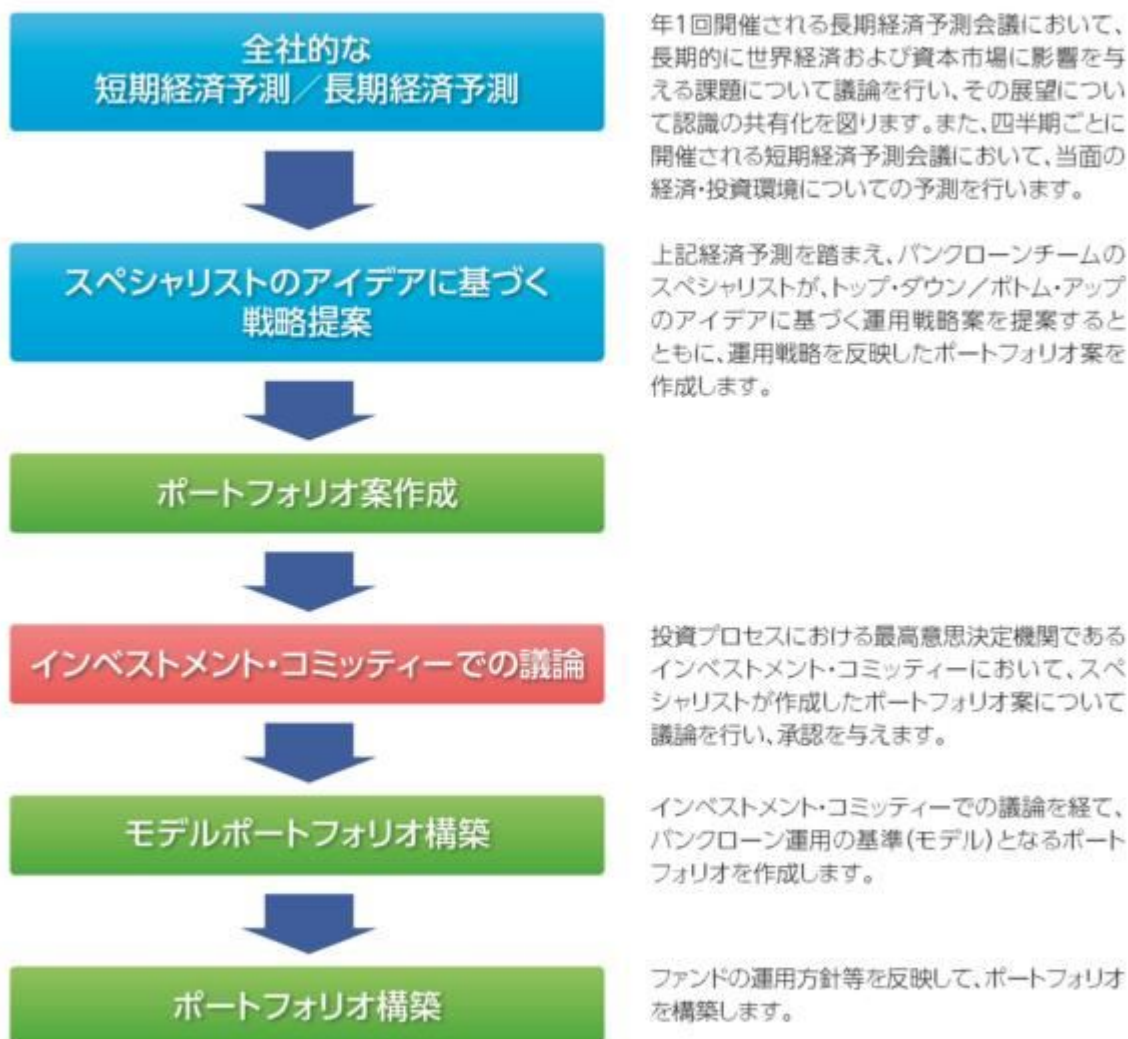 全社的な
短期経済予測／長期経済予測
年1回開催される長期経済予測会議において、
長期的に世界経済および資本市場に影響を与
える課題について議論を行い、その展望につい
て認識の共有化を図ります。また、四半期ごとに
開催される短期経済予測会議において、当面の
経済・投資環境についての予測を行います。
スペシャリストのアイデアに基づく
戦略提案
上記経済予測を踏まえ、バンクローンチームの
スペシャリストが、トップ・ダウン／ボトム・アップ
のアイデアに基づく運用戦略案を提案すると
ともに、運用戦略を反映したポートフォリオ案を
作成します。
ポートフォリオ案作成
インベストメント・コミッティーでの議論
投資プロセスにおける最高意思決定機関である
インベストメント・コミッティーにおいて、スペ
シャリストが作成したポートフォリオ案について
議論を行い、承認を与えます。
モデルポートフォリオ構築
インベストメント・コミッティーでの議論を経て、
バンクローン運用の基準(モデル)となるポート
フォリオを作成します。
ポートフォリオ構築
ファンドの運用方針等を反映して、ポートフォリオ
を構築します。